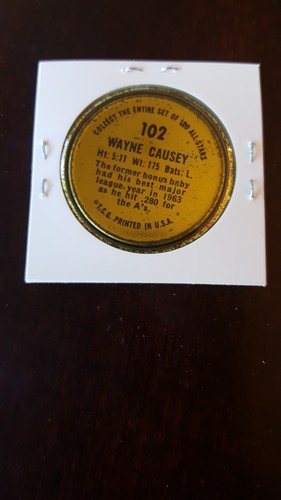 COLLECT THE ENTIRE SET OF 120 ALL-STARS
102
WAYNE CAUSEY
Ht: 5:11 Wt: 175 Bats: L.
The former bonus baby
had his best major
league year in 1963
as he hit .280 for
the A's.
©T.C.G. PRINTED IN U.S.A.